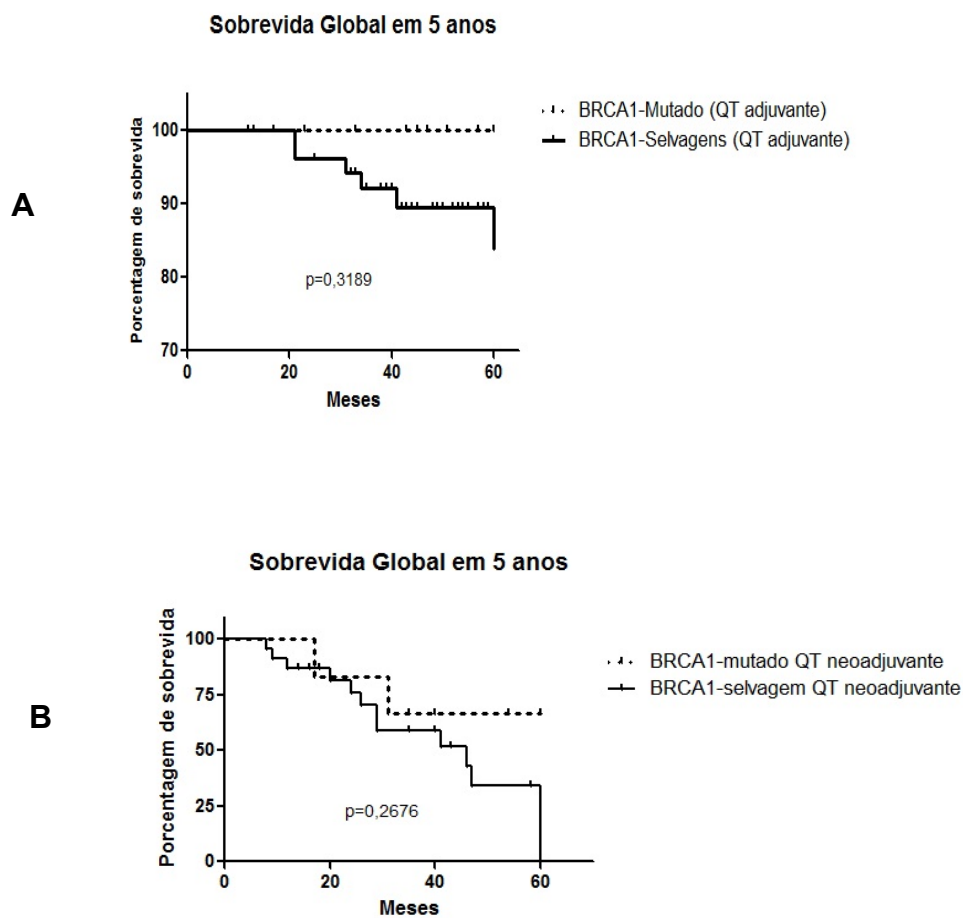 Sobrevida Global em 5 anos
A
Porcentagem de sobrevida
100
90
80
70
0
20
40
60
Meses
p=0,3189
BRCA1-Mutado (QT adjuvante)
BRCA1-Selvagens (QT adjuvante)
Sobrevida Global em 5 anos
B
Porcentagem de sobrevida
100
75
50
25
0
0
20
40
60
Meses
p=0,2676
BRCA1-mutado QT neoadjuvante
BRCA1-selvagem QT neoadjuvante